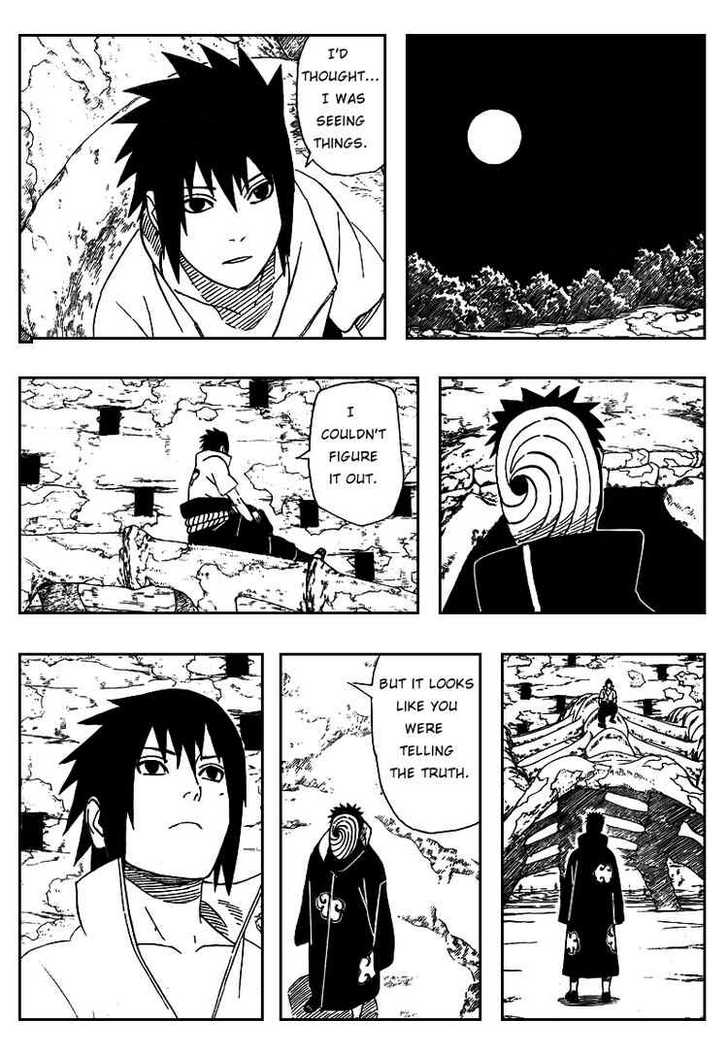 I'D
THOUGHT...
I WAS
SEEING
THINGS.
I
COULDN'T
FIGURE
IT OUT.
BUT IT LOOKS
LIKE YOU
WERE
TELLING
THE TRUTH.